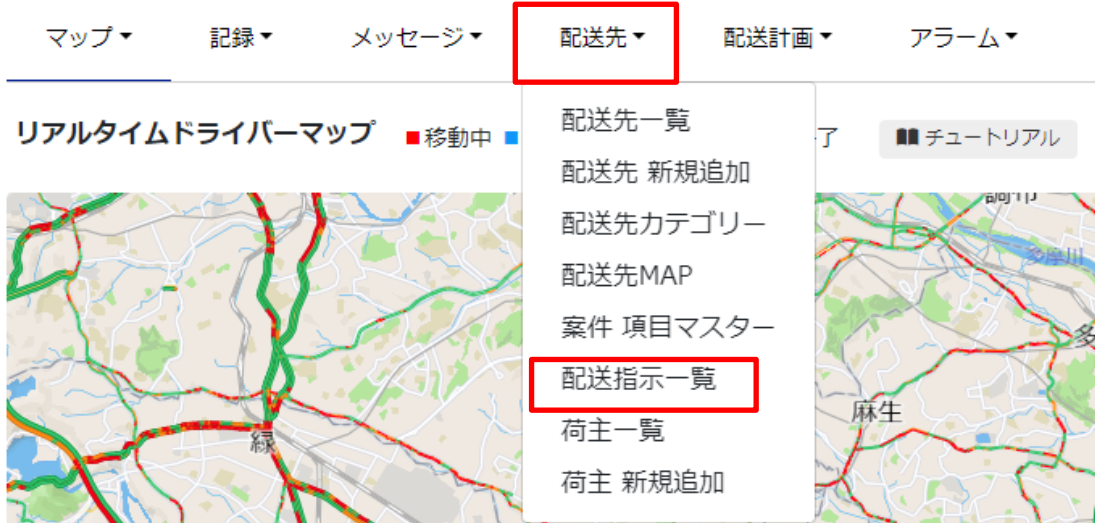 マップ▼ 記録▼ メッセージ▼ 配送先▼ 配送計画▼ アラーム▼
リアルタイムドライバーマップ ■移動中 ■ 了 チュートリアル
配送先一覧
配送先 新規追加
配送先カテゴリー
配送先MAP
案件 項目マスター
配送指示一覧
荷主一覧
荷主 新規追加
調布
多摩川
多
麻生
緑